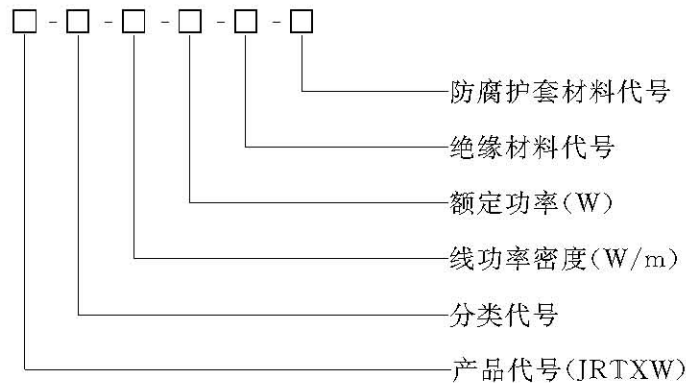 □-□-□-□-□-□
防腐护套材料代号
绝缘材料代号
额定功率(W)
线功率密度(W/m)
分类代号
产品代号(JRTXW)